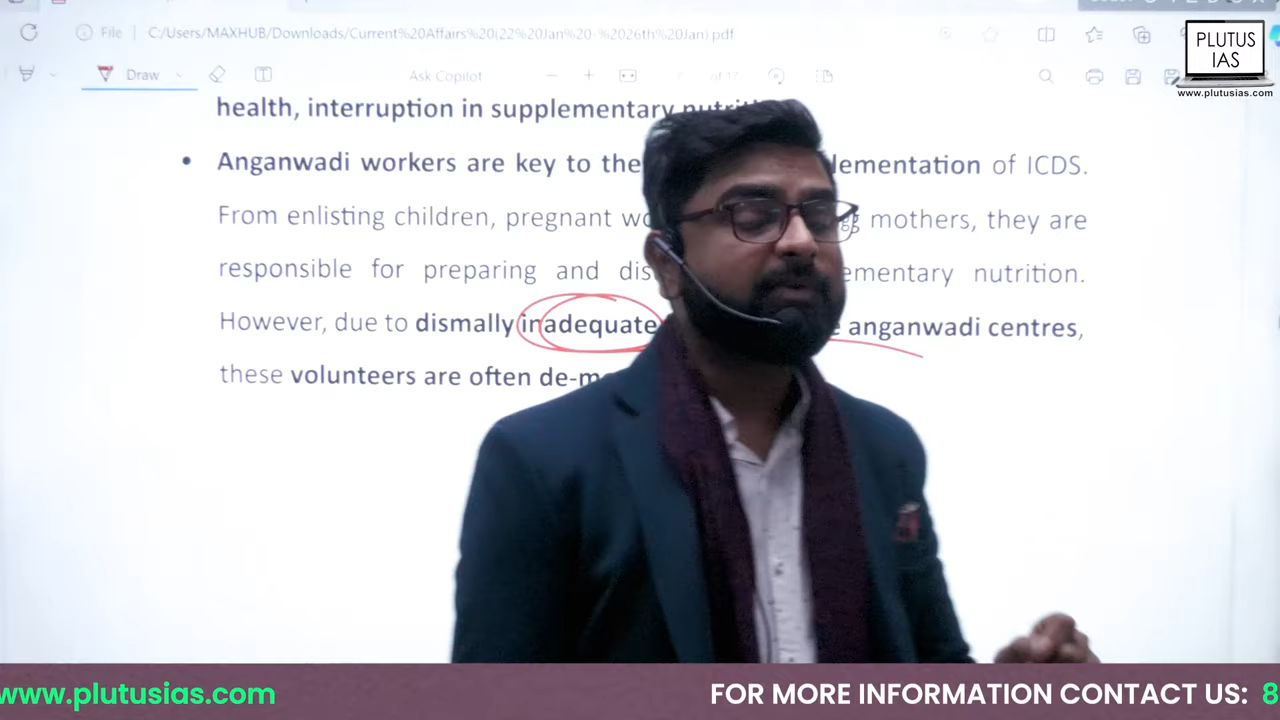 File
C:/Users/MAXHUB/Downloads/Current%20Affairs(22%20Jan%20-%2026th%20Jan).pdf
PLUTUS
IAS
www.plutusias.com
Draw
Ask Copilot
health, interruption in supplementary
• Anganwadi workers are key to the lementation of ICDS.
From enlisting children, pregnant mothers, they are
responsible for preparing and ementary nutrition.
However, due to dismally inadequate anganwadi centres,
these volunteers are often
www.plutusias.com
FOR MORE INFORMATION CONTACT US: 8